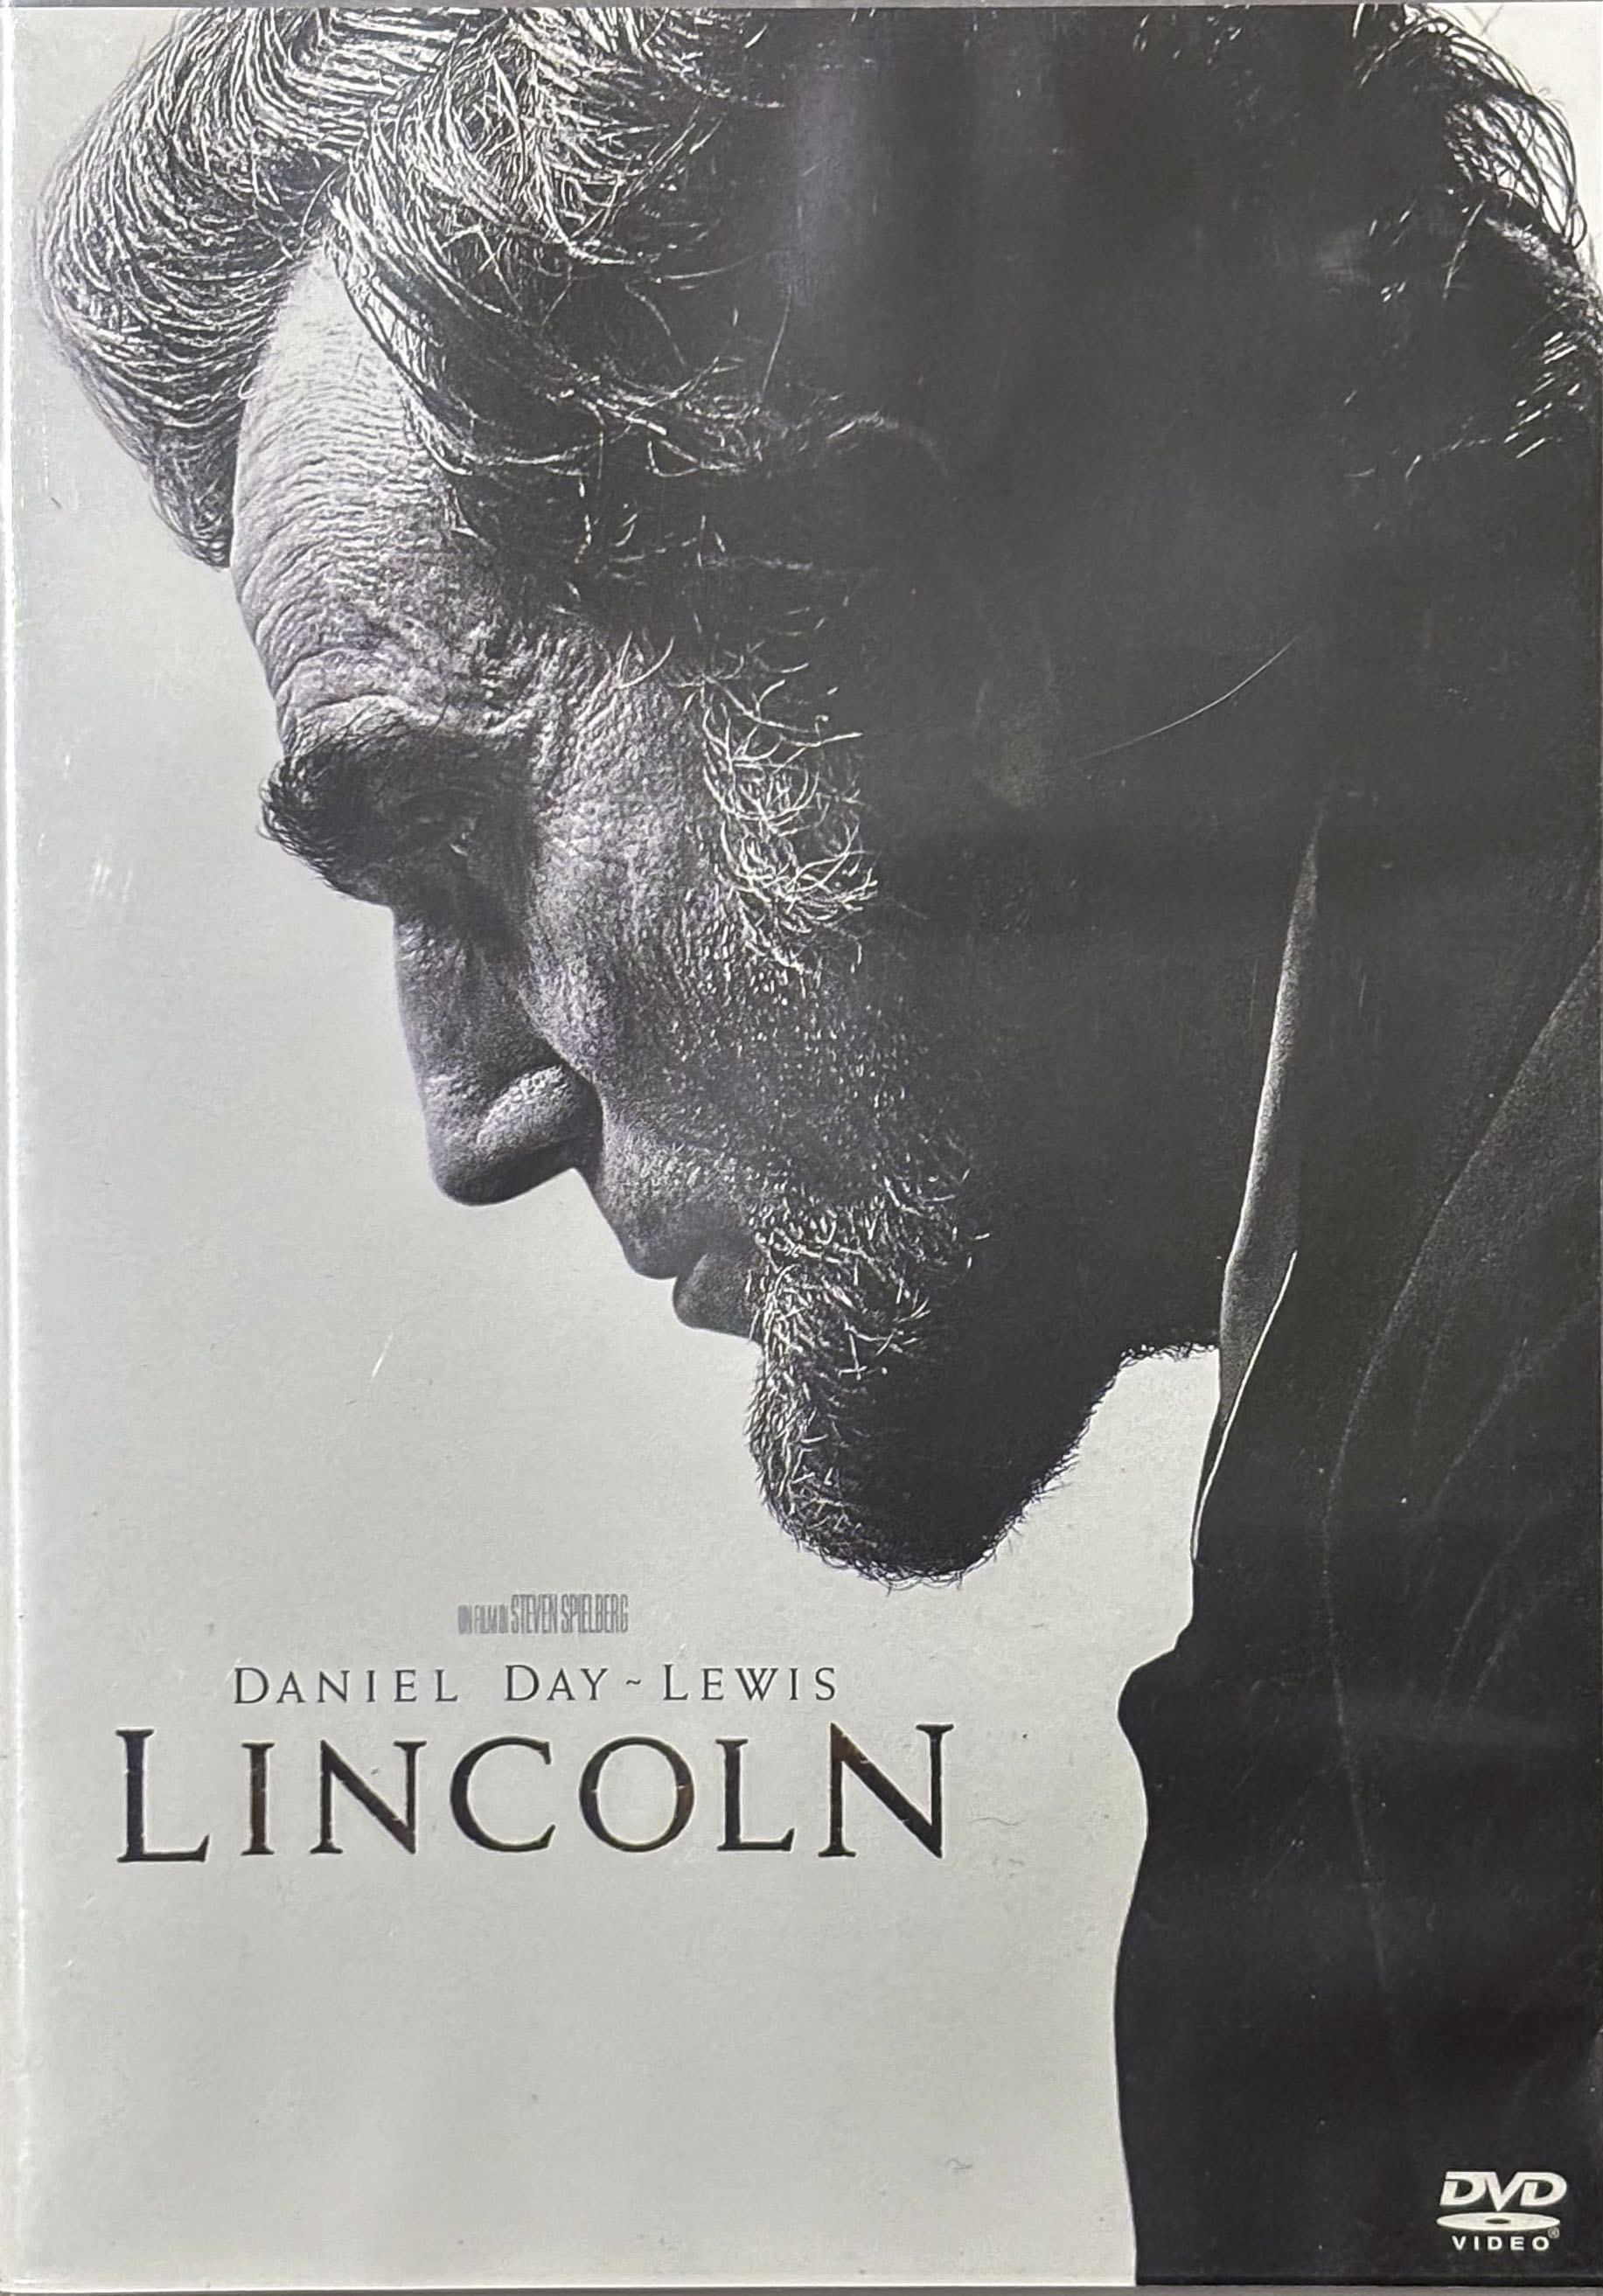 UN FILM DI STEVEN SPIELBERG
DANIEL DAY~LEWIS
LINCOLN
DVD
VIDEO®